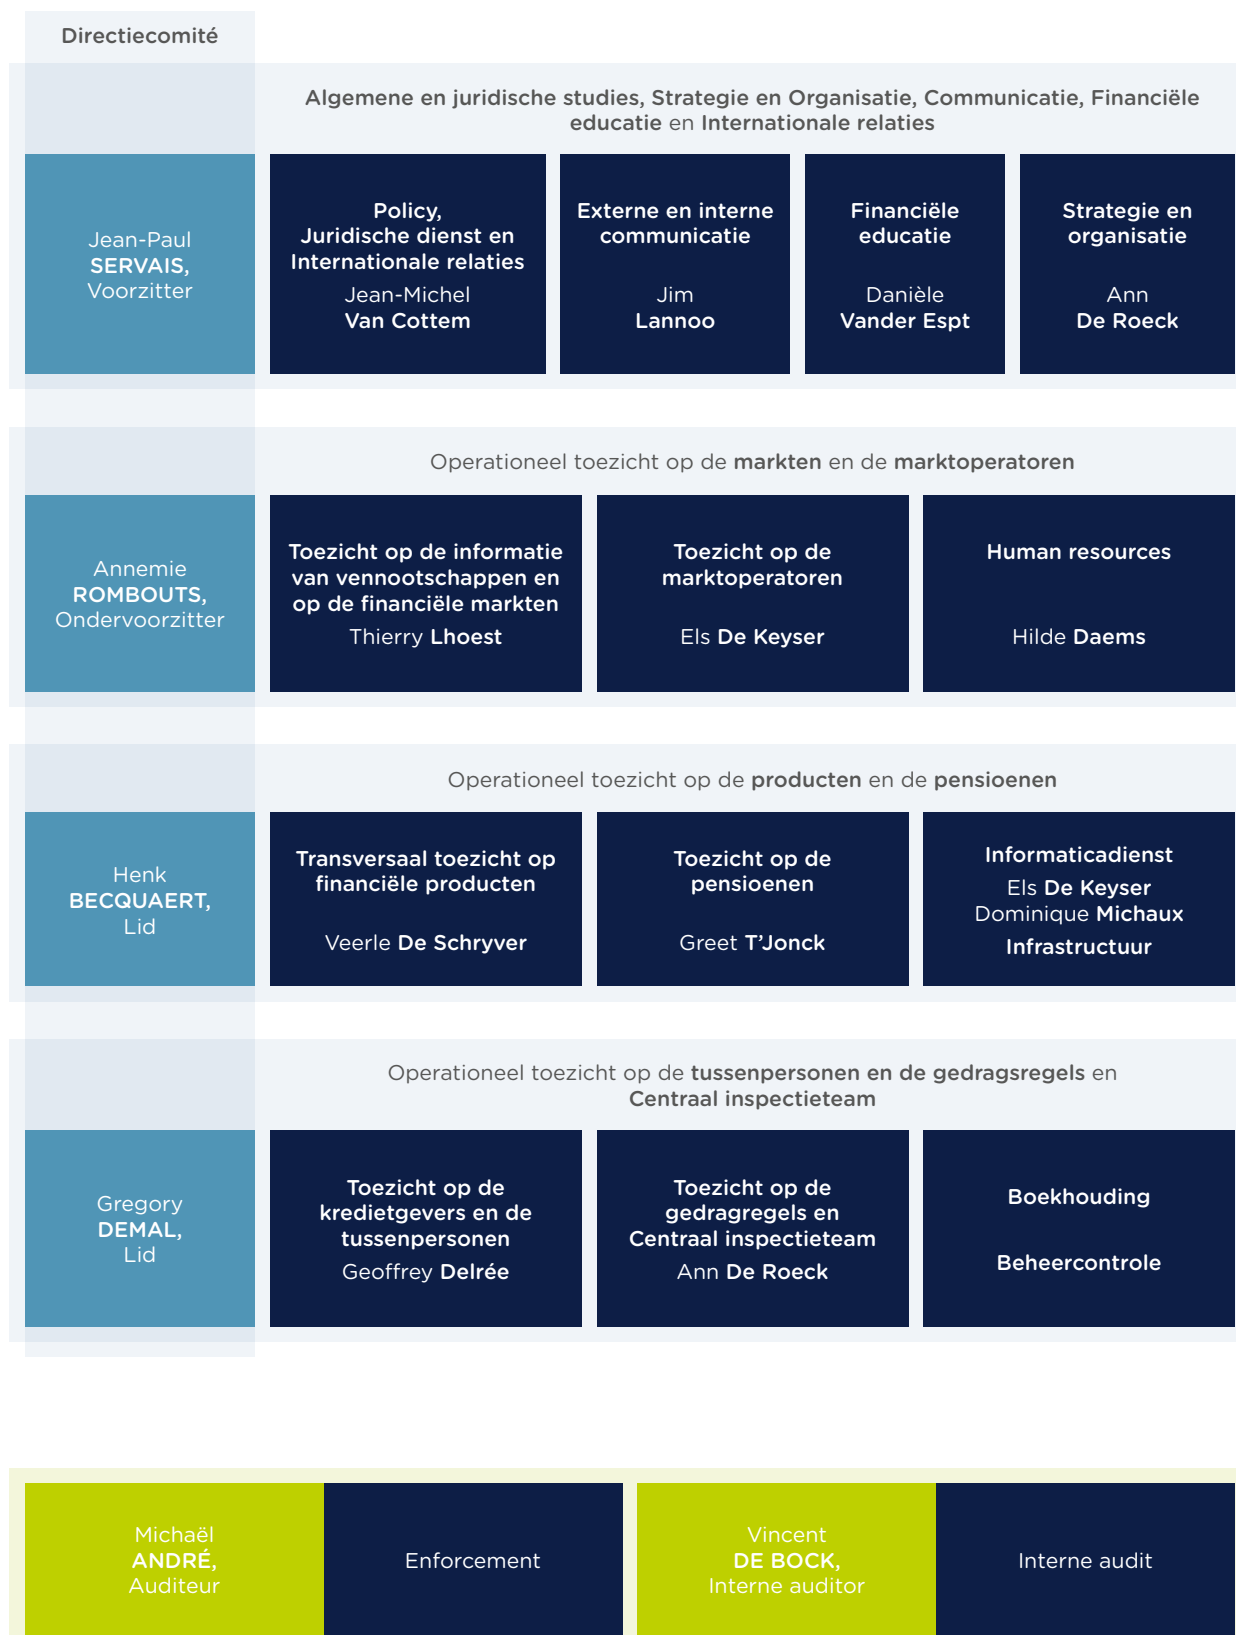 Directiecomité
Algemene en juridische studies, Strategie en Organisatie, Communicatie, Financiële
educatie en Internationale relaties
Jean-Paul
SERVAIS,
Voorzitter
Policy,
Juridische dienst en
Internationale relaties
Jean-Michel
Van Cottem
Externe en interne
communicatie
Jim
Lannoo
Financiële
educatie
Danièle
Vander Espt
Strategie en
organisatie
Ann
De Roeck
Operationeel toezicht op de markten en de marktoperatoren
Annemie
ROMBOUTS,
Ondervoorzitter
Toezicht op de informatie
van vennootschappen en
op de financiële markten
Thierry Lhoest
Toezicht op de
marktoperatoren
Els De Keyser
Human resources
Hilde Daems
Operationeel toezicht op de producten en de pensioenen
Henk
BECQUAERT,
Lid
Transversaal toezicht op
financiële producten
Veerle De Schryver
Toezicht op de
pensioenen
Greet T'Jonck
Informaticadienst
Els De Keyser
Dominique Michaux
Infrastructuur
Operationeel toezicht op de tussenpersonen en de gedragsregels en
Centraal inspectieteam
Gregory
DEMAL,
Lid
Toezicht op de
kredietgevers en de
tussenpersonen
Geoffrey Delrée
Toezicht op de
gedragregels en
Centraal inspectieteam
Ann De Roeck
Boekhouding
Beheercontrole
Michaël
ANDRÉ,
Auditeur
Enforcement
Vincent
DE BOCK,
Interne auditor
Interne audit